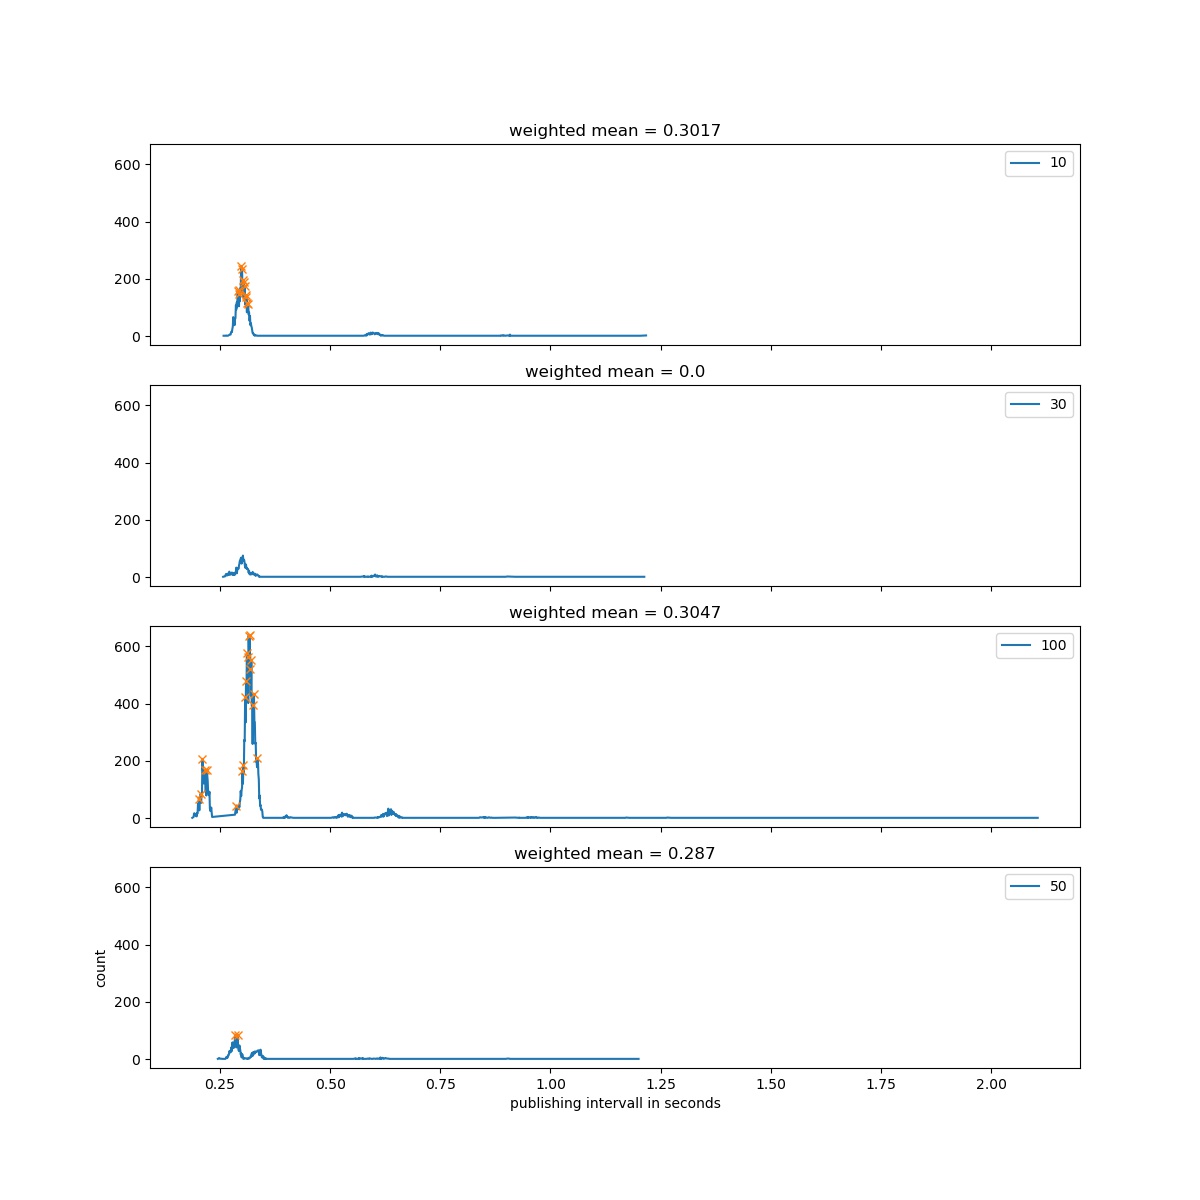 weighted mean = 0.3017
600
400
200
0
10
weighted mean = 0.0
600
400
200
0
30
weighted mean = 0.3047
600
400
200
0
100
weighted mean = 0.287
600
400
200
0
50
count
0.25 0.50 0.75 1.00 1.25 1.50 1.75 2.00
publishing intervall in seconds